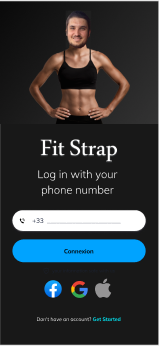 Fit Strap
Log in with your
phone number
+33
Connexion
Don't have an account? Get Started